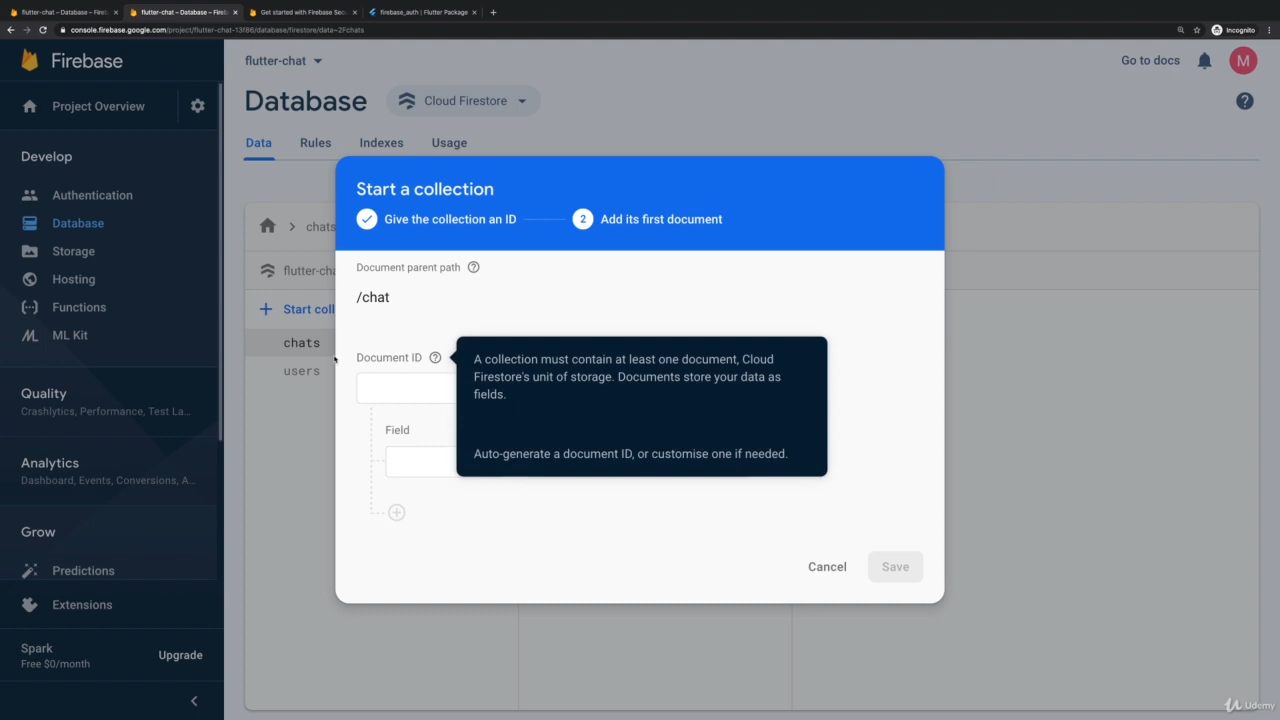 flutter-chat – Database – Fireb
flutter-chat – Database – Fireb
Get started with Firebase Sec
firebase_auth | Flutter Package
console.firebase.google.com/project/flutter-chat-13f86/database/firestore/data~2Fchats
Incognito
Firebase
flutter-chat
Go to docs
M
Project Overview
Database
Cloud Firestore
Data
Rules
Indexes
Usage
Develop
Authentication
Database
Storage
Hosting
Functions
ML Kit
Quality
Crashlytics, Performance, Test La...
Analytics
Dashboard, Events, Conversions, A...
Grow
Predictions
Extensions
Spark
Free $0/month
Upgrade
chats
flutter-cha
Start coll
chats
users
Start a collection
Give the collection an ID
2
Add its first document
Document parent path
/chat
Document ID
A collection must contain at least one document, Cloud
Firestore's unit of storage. Documents store your data as
fields.
Auto-generate a document ID, or customise one if needed.
Field
Cancel
Save
Udemy